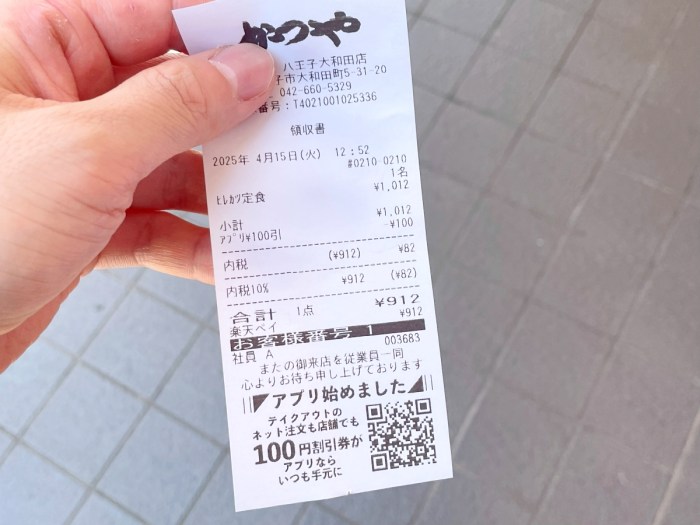 かつや
八王子大和田店
子市大和田町5-31-20
042-660-5329
番号:T4021001025336
領収書
2025年 4月15日(火) 12:52
#0210-0210
1名
ﾋﾚｶﾂ定食 ¥1,012
小計 ¥1,012
ｱﾌﾟﾘ¥100引 -¥100
内税 (¥912) ¥82
内税10% ¥912 (¥82)
合計 1点 ¥912
楽天ペイ ¥912
お客様番号 1
社員 A 003683
またの御来店を従業員一同
心よりお待ち申し上げております
アプリ始めました
テイクアウトの
ネット注文も店舗でも
100円割引券が
アプリなら
いつも手元に